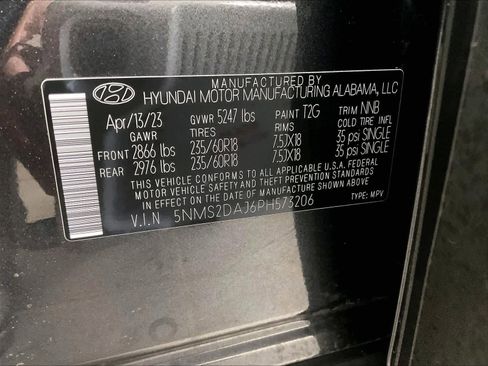 MANUFACTURED BY
HYUNDAI MOTOR MANUFACTURING ALABAMA, LLC
Apr/13/23 GVWR 5247 lbs PAINT T2G TRIM NNB
GAWR TIRES RIMS COLD TIRE INFL
FRONT 2866 lbs 235/60R18 7.5JX18 35 psi SINGLE
REAR 2976 lbs 235/60R18 7.5JX18 35 psi SINGLE
THIS VEHICLE CONFORMS TO ALL APPLICABLE U.S.A. FEDERAL
MOTOR VEHICLE SAFETY AND THEFT PREVENTION STANDARDS
IN EFFECT ON THE DATE OF MANUFACTURE SHOWN ABOVE.
V.I.N 5NMS2DAJ6PH573206 TYPE: MPV